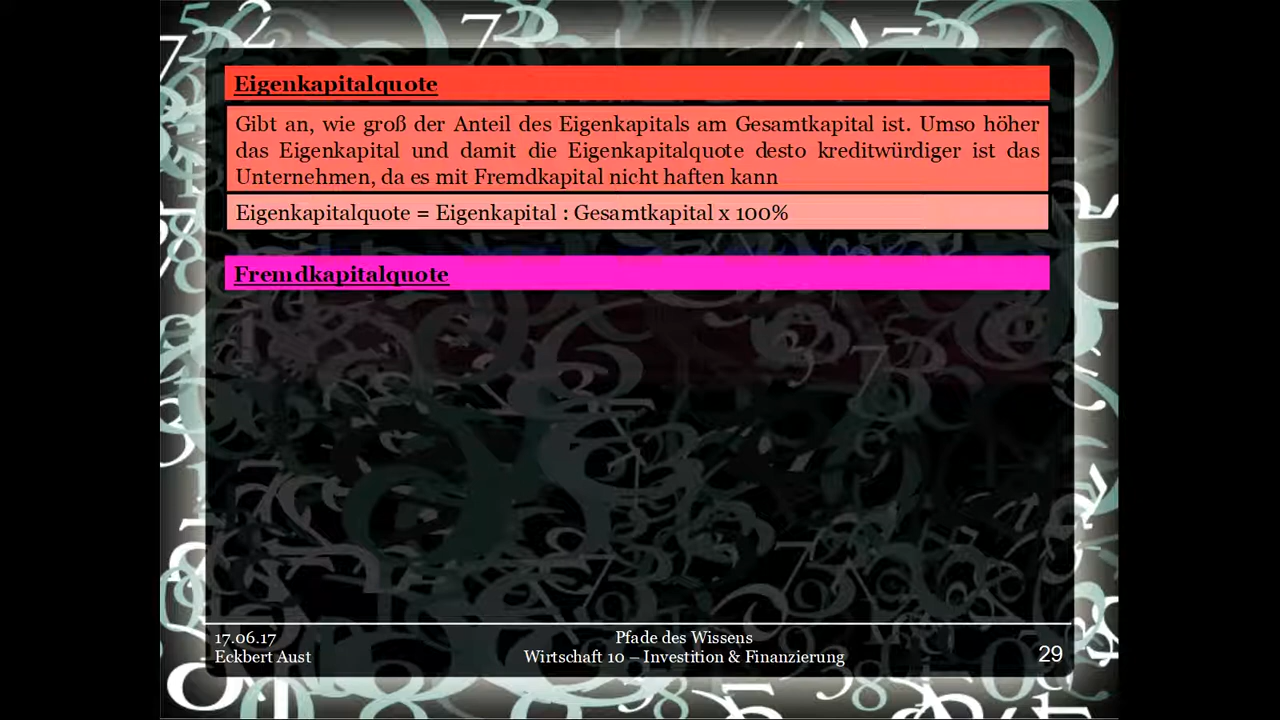 Eigenkapitalquote
Gibt an, wie groß der Anteil des Eigenkapitals am Gesamtkapital ist. Umso höher
das Eigenkapital und damit die Eigenkapitalquote desto kreditwürdiger ist das
Unternehmen, da es mit Fremdkapital nicht haften kann
Eigenkapitalquote = Eigenkapital : Gesamtkapital x 100%
Fremdkapitalquote
17.06.17
Eckbert Aust
Pfade des Wissens
Wirtschaft 10 – Investition & Finanzierung
29